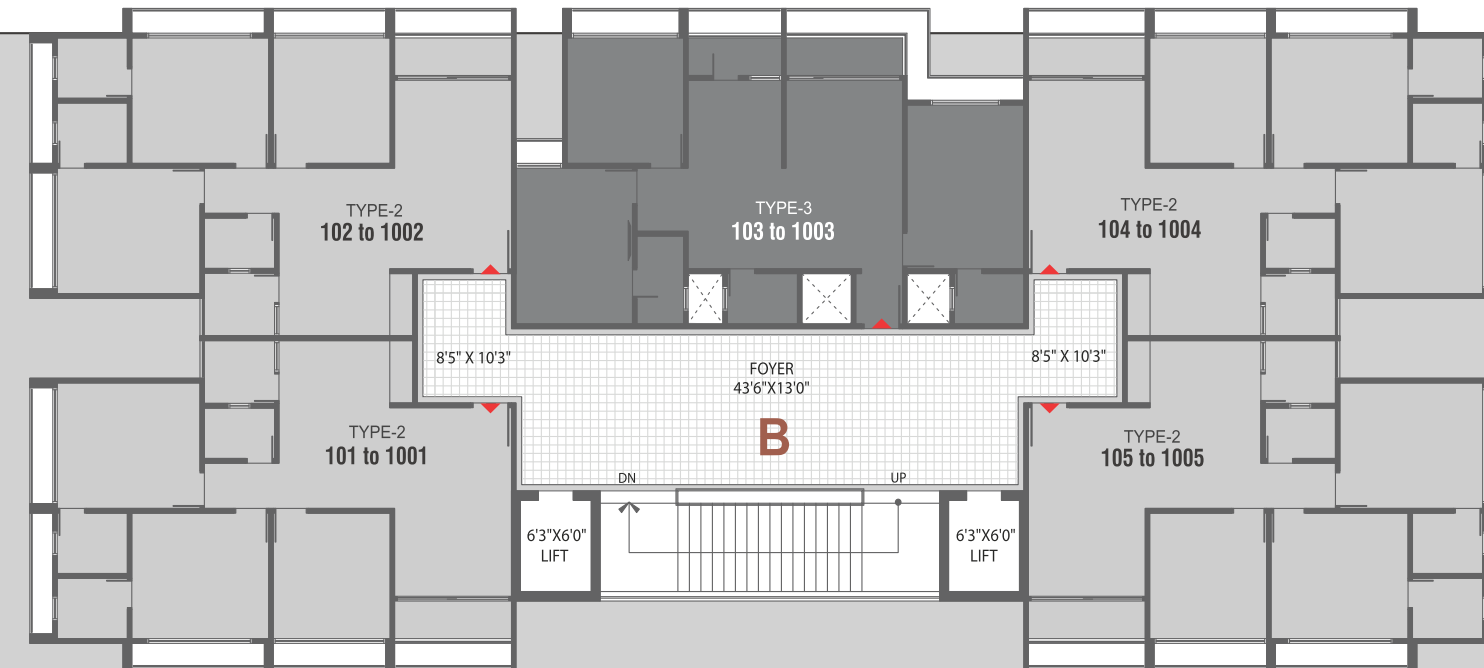 TYPE-2
102 to 1002
TYPE-3
103 to 1003
TYPE-2
104 to 1004
8'5" X 10'3"
FOYER
43'6"X13'0"
8'5" X 10'3"
B
TYPE-2
101 to 1001
TYPE-2
105 to 1005
DN
UP
6'3"X6'0"
LIFT
6'3"X6'0"
LIFT